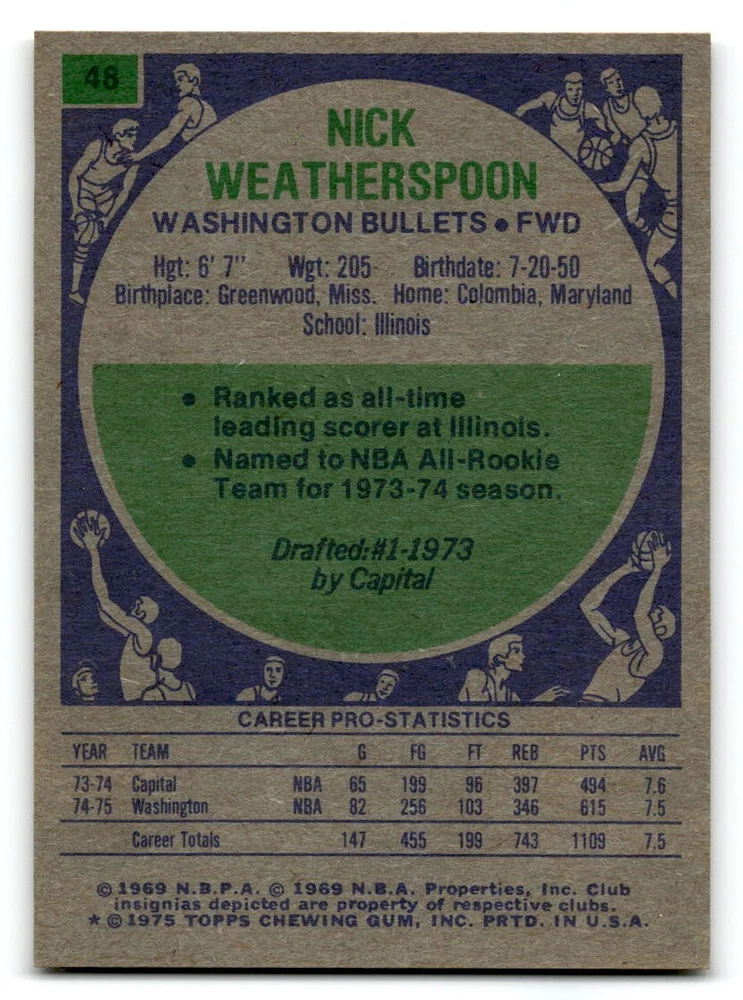 48
NICK
WEATHERSPOON
WASHINGTON BULLETS • FWD
Hgt: 6' 7" Wgt: 205 Birthdate: 7-20-50
Birthplace: Greenwood, Miss. Home: Colombia, Maryland
School: Illinois
• Ranked as all-time
leading scorer at Illinois.
• Named to NBA All-Rookie
Team for 1973-74 season.
Drafted:#1-1973
by Capital
CAREER PRO-STATISTICS
YEAR TEAM G FG FT REB PTS AVG
73-74 Capital NBA 65 199 96 397 494 7.6
74-75 Washington NBA 82 256 103 346 615 7.5
Career Totals 147 455 199 743 1109 7.5
© 1969 N.B.P.A. © 1969 N.B.A. Properties, Inc. Club
insignias depicted are property of respective clubs.
* © 1975 TOPPS CHEWING GUM, INC. PRTD. IN U.S.A.